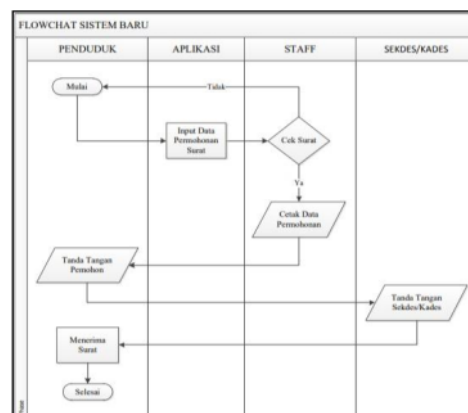 FLOWCHAT SISTEM BARU
PENDUDUK
APLIKASI
STAFF
SEKDES/KADES
Mulai
Tidak
Input Data
Permohonan
Surat
Cek Surat
Ya
Cetak Data
Permohonan
Tanda Tangan
Pemohon
Tanda Tangan
Sekdes/Kades
Menerima
Surat
Selesai